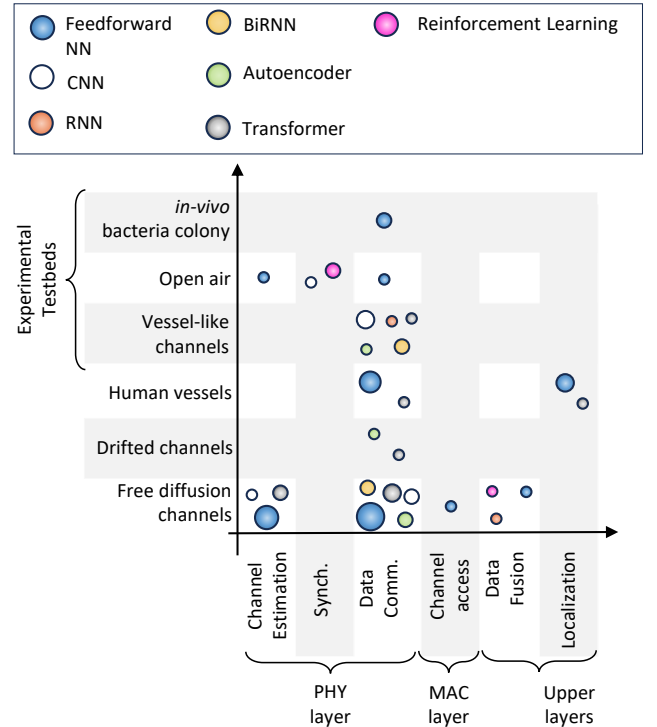 Feedforward
NN
BiRNN
Reinforcement Learning
CNN
Autoencoder
RNN
Transformer
Experimental
Testbeds
in-vivo
bacteria colony
Open air
Vessel-like
channels
Human vessels
Drifted channels
Free diffusion
channels
Channel
Estimation
Synch.
Data
Comm.
Channel
access
Data
Fusion
Localization
PHY
layer
MAC
layer
Upper
layers